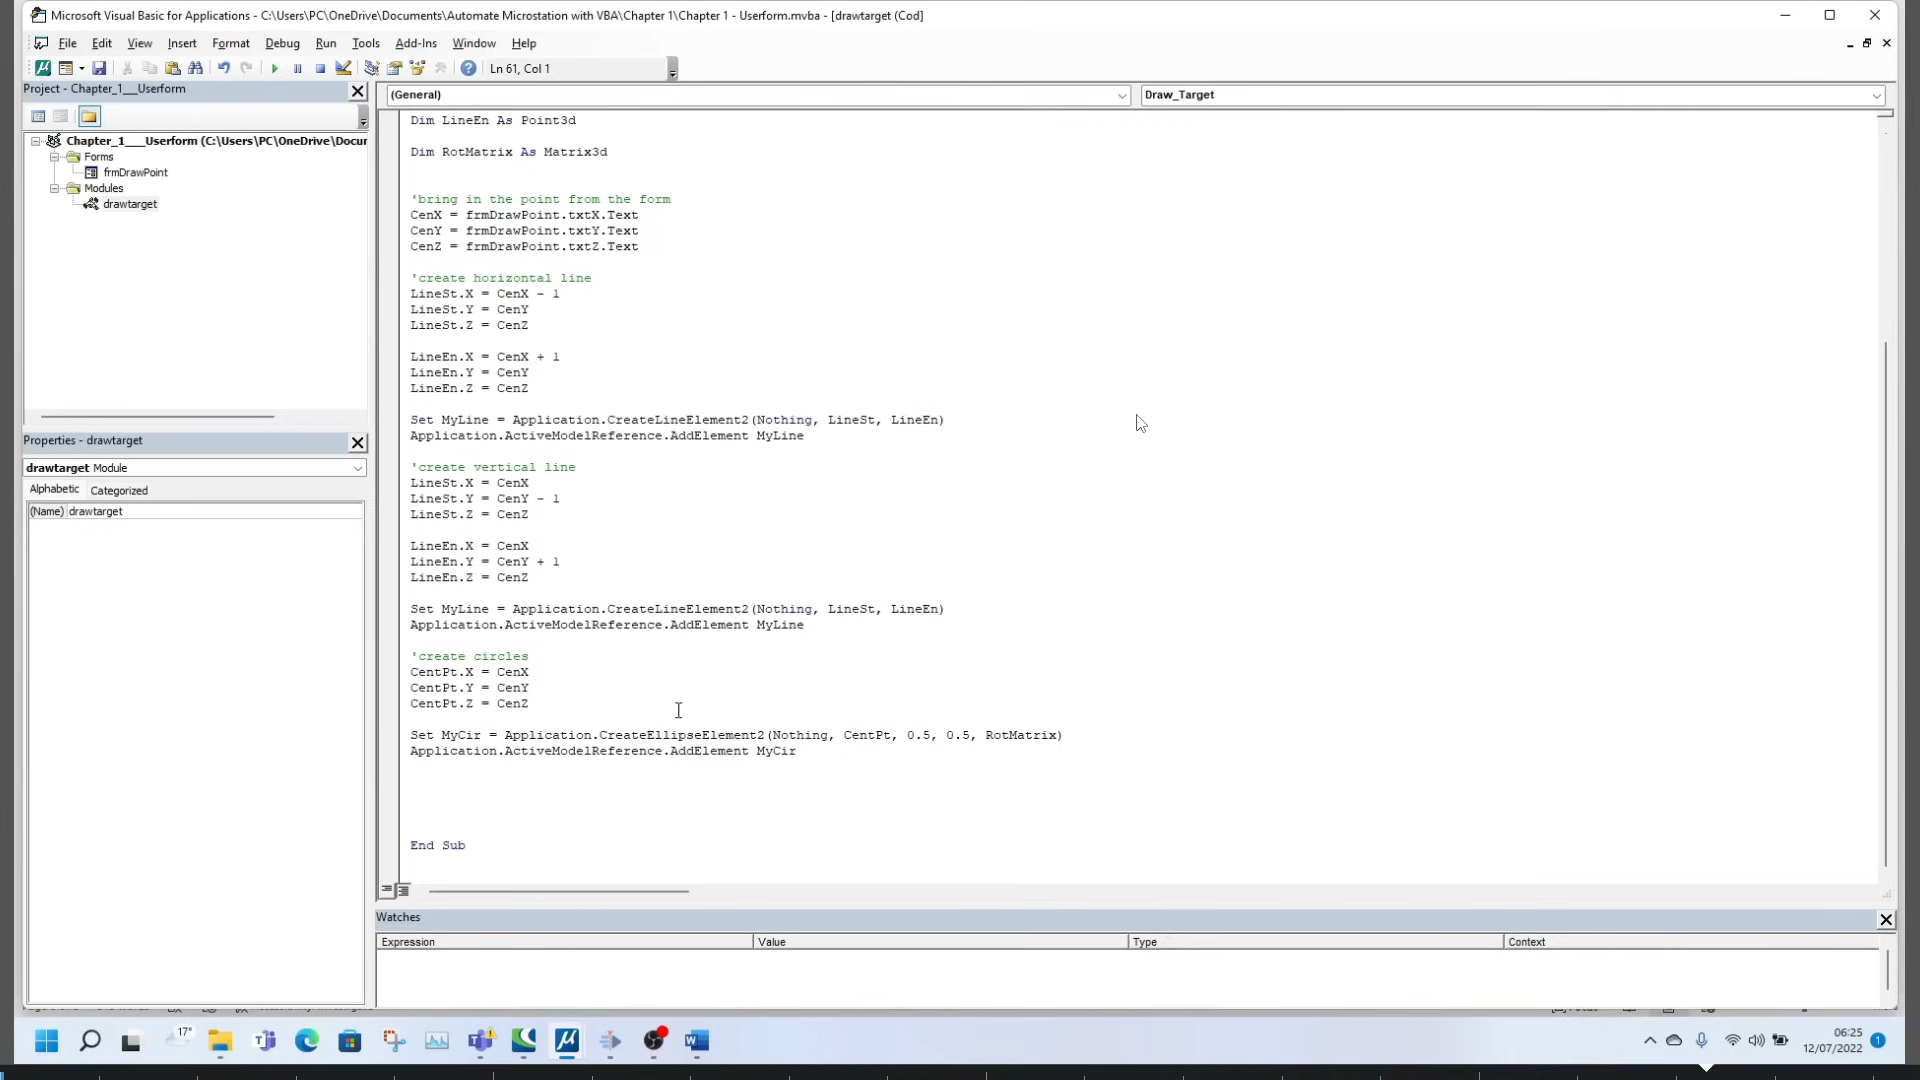 Microsoft Visual Basic for Applications - C:\Users\PC\OneDrive\Documents\Automate Microstation with VBA\Chapter 1\Chapter 1 - Userform.mvba - [drawtarget (Cod]
File Edit View Insert Format Debug Run Tools Add-Ins Window Help
Ln 61, Col 1
Project - Chapter_1___Userform
(General)
Draw_Target
Chapter_1___Userform (C:\Users\PC\OneDrive\Docur
Forms
frmDrawPoint
Modules
drawtarget
Dim LineEn As Point3d
Dim RotMatrix As Matrix3d
'bring in the point from the form
CenX = frmDrawPoint.txtX.Text
CenY = frmDrawPoint.txtY.Text
CenZ = frmDrawPoint.txtZ.Text
'create horizontal line
LineSt.X = CenX - 1
LineSt.Y = CenY
LineSt.Z = CenZ
LineEn.X = CenX + 1
LineEn.Y = CenY
LineEn.Z = CenZ
Set MyLine = Application.CreateLineElement2(Nothing, LineSt, LineEn)
Application.ActiveModelReference.AddElement MyLine
'create vertical line
LineSt.X = CenX
LineSt.Y = CenY - 1
LineSt.Z = CenZ
LineEn.X = CenX
LineEn.Y = CenY + 1
LineEn.Z = CenZ
Set MyLine = Application.CreateLineElement2(Nothing, LineSt, LineEn)
Application.ActiveModelReference.AddElement MyLine
'create circles
CentPt.X = CenX
CentPt.Y = CenY
CentPt.Z = CenZ
Set MyCir = Application.CreateEllipseElement2(Nothing, CentPt, 0.5, 0.5, RotMatrix)
Application.ActiveModelReference.AddElement MyCir
End Sub
Properties - drawtarget
drawtarget Module
Alphabetic Categorized
(Name) drawtarget
Watches
Expression Value Type Context
17°
06:25
12/07/2022
1